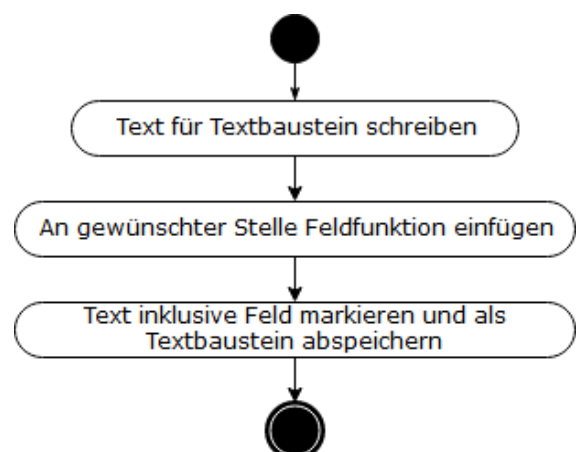 Text für Textbaustein schreiben
An gewünschter Stelle Feldfunktion einfügen
Text inklusive Feld markieren und als
Textbaustein abspeichern